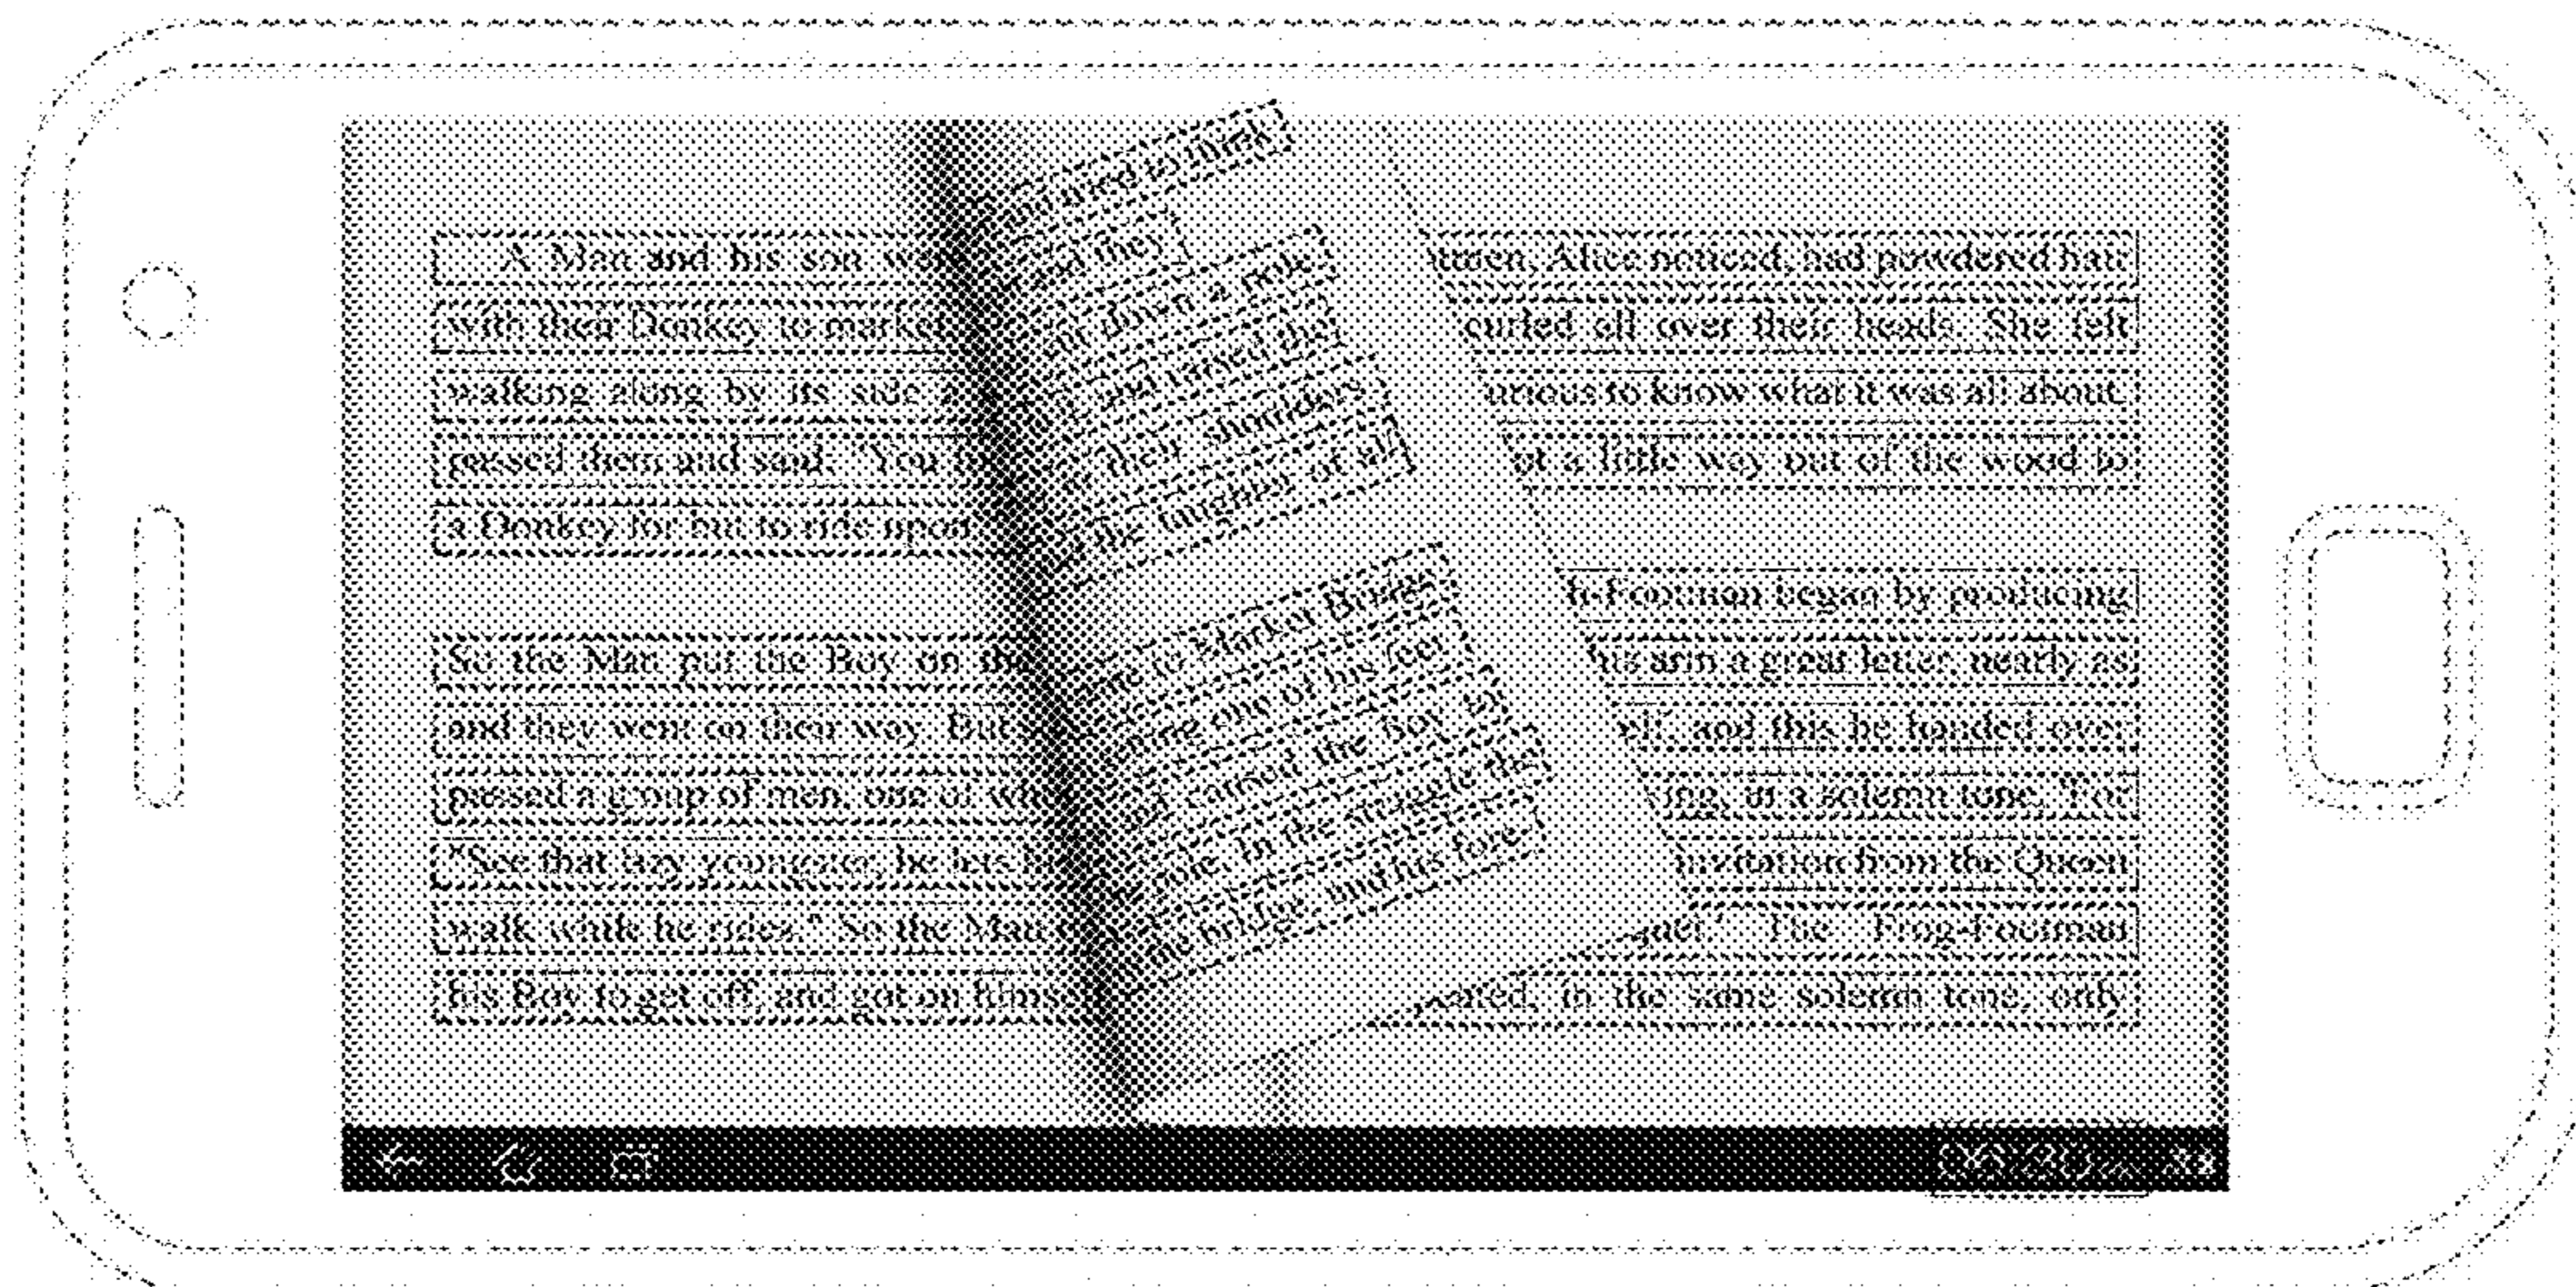 A Man and his son
with their Donkey to market
walking along by its side
passed them and said: "You
a Donkey for but to ride upon
So the Man put the Boy on the
and they went on their way. But
passed a group of men, one of
"See that lazy youngster, he lets
walk while he rides." So the Man
his Boy to get off, and got on
and tried to think
and they
down a pole
and raised the
their shoulders
the laughter of all
to Market Bridge
one of his feet
and caused the Boy to
In the struggle the
the bridge, and his fore-
Alice noticed, had powdered hair
curled all over their heads. She felt
to know what it was all about,
a little way out of the wood to
began by producing
his arm a great letter, nearly as
and this he handed over
in a solemn tone, "For
invitation from the Queen
The Frog-Footman
in the same solemn tone, only